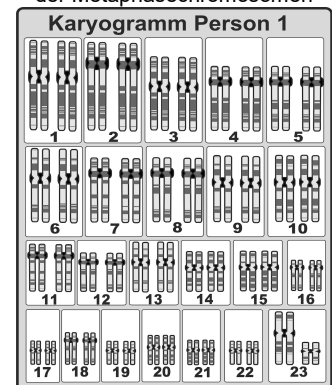 der Metaphasechromosomen
Karyogramm Person 1
1 2 3 4 5
6 7 8 9 10
11 12 13 14 15 16
17 18 19 20 21 22 23